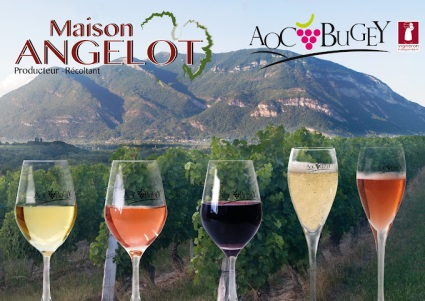 Maison
ANGELOT
Producteur - Récoltant
AOC BUGEY